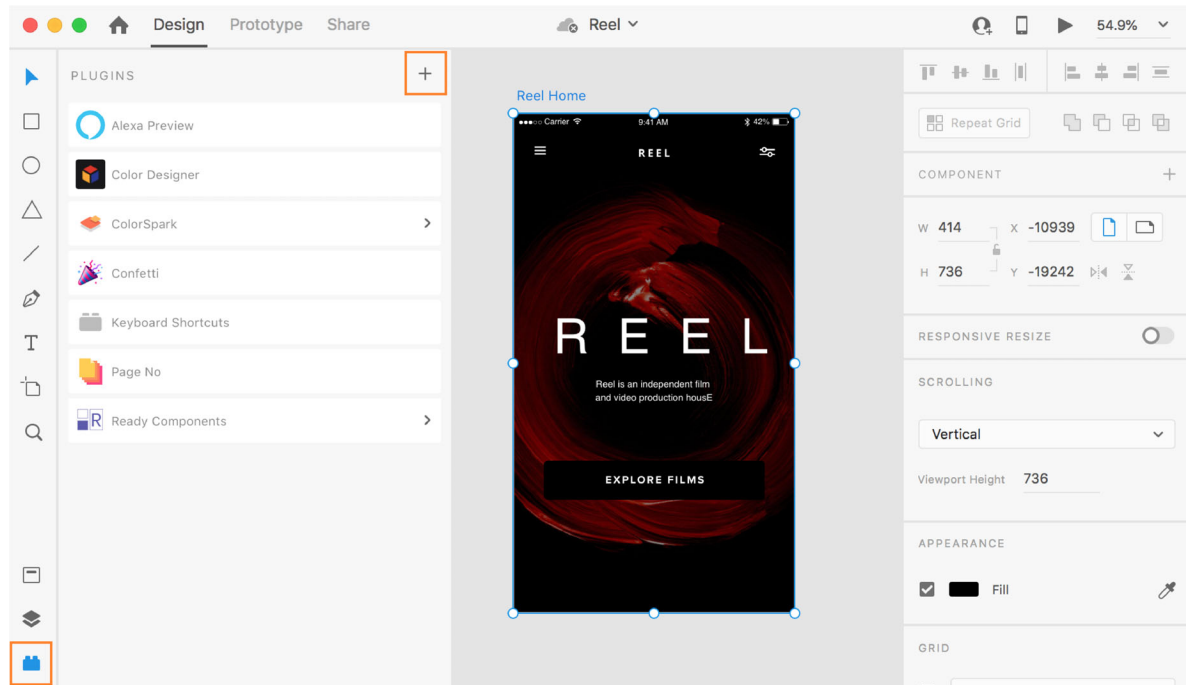 Design Prototype Share Reel 54.9%
PLUGINS +
Alexa Preview
Color Designer
ColorSpark
Confetti
Keyboard Shortcuts
Page No
R Ready Components
T
Reel Home
Carrier 9:41 AM 42%
REEL
REEL
Reel is an independent film
and video production housE
EXPLORE FILMS
Repeat Grid
COMPONENT +
W 414 X -10939
H 736 Y -19242
RESPONSIVE RESIZE
SCROLLING
Vertical
Viewport Height 736
APPEARANCE
Fill
GRID